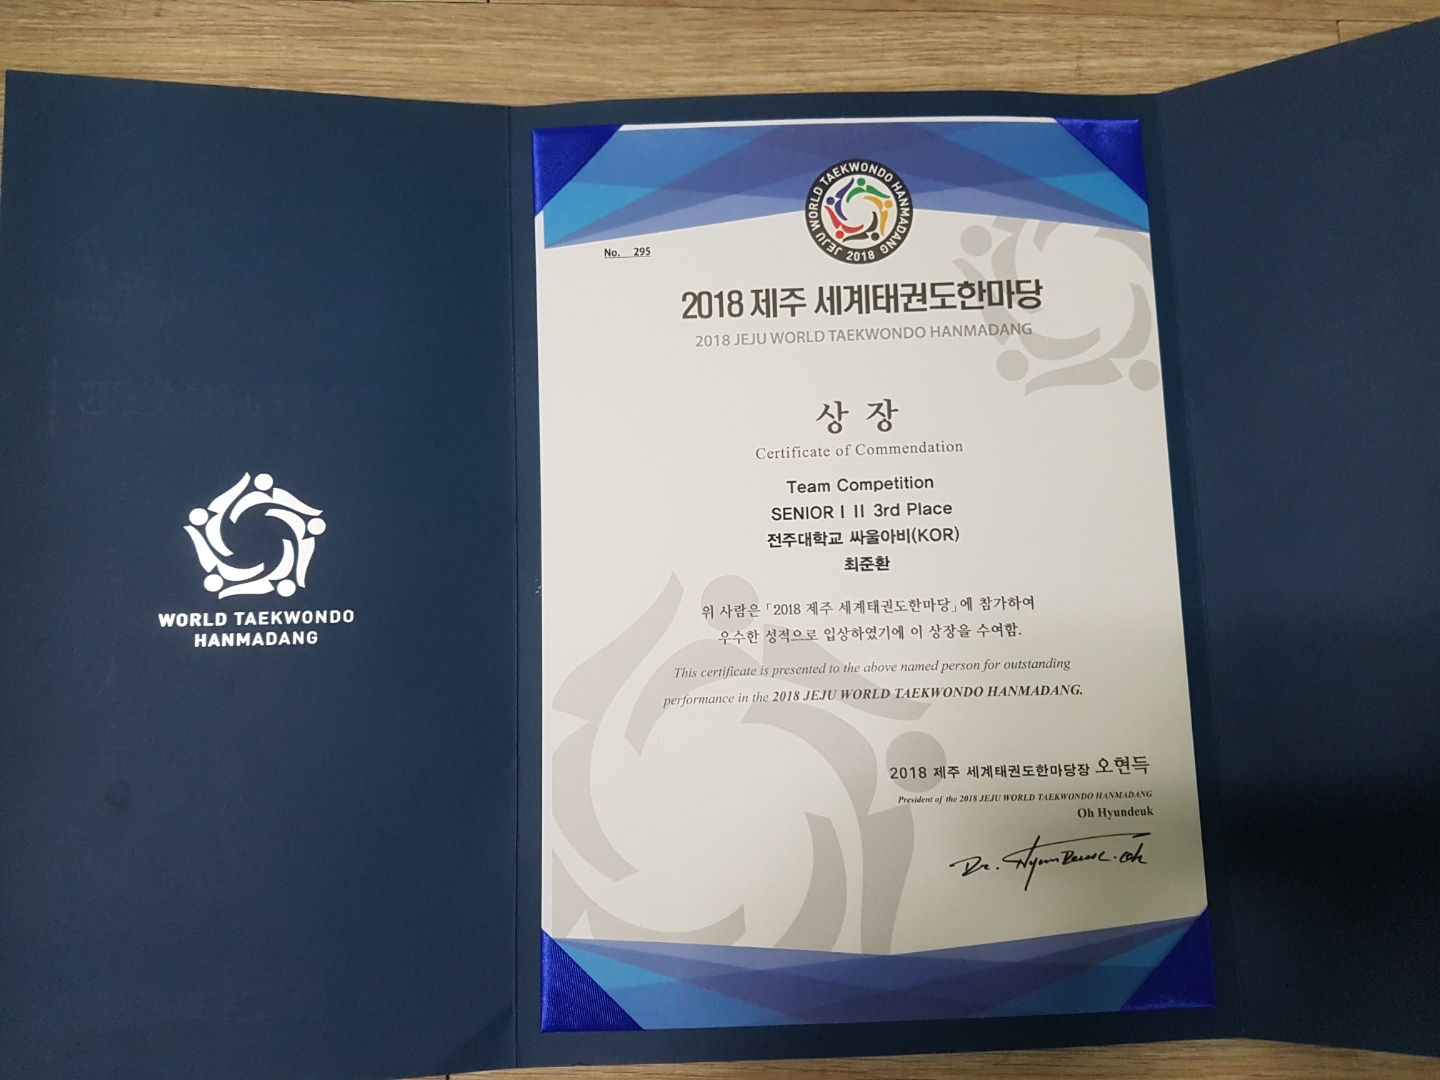 WORLD TAEKWONDO
HANMADANG
JEJU WORLD TAEKWONDO HANMADANG
2018
No. 295
2018 제주 세계태권도한마당
2018 JEJU WORLD TAEKWONDO HANMADANG
상 장
Certificate of Commendation
Team Competition
SENIOR I II 3rd Place
전주대학교 싸울아비(KOR)
최준환
위 사람은 「2018 제주 세계태권도한마당」에 참가하여
우수한 성적으로 입상하였기에 이 상장을 수여함.
This certificate is presented to the above named person for outstanding
performance in the 2018 JEJU WORLD TAEKWONDO HANMADANG.
2018 제주 세계태권도한마당장 오현득
President of the 2018 JEJU WORLD TAEKWONDO HANMADANG
Oh Hyundeuk
Dr.